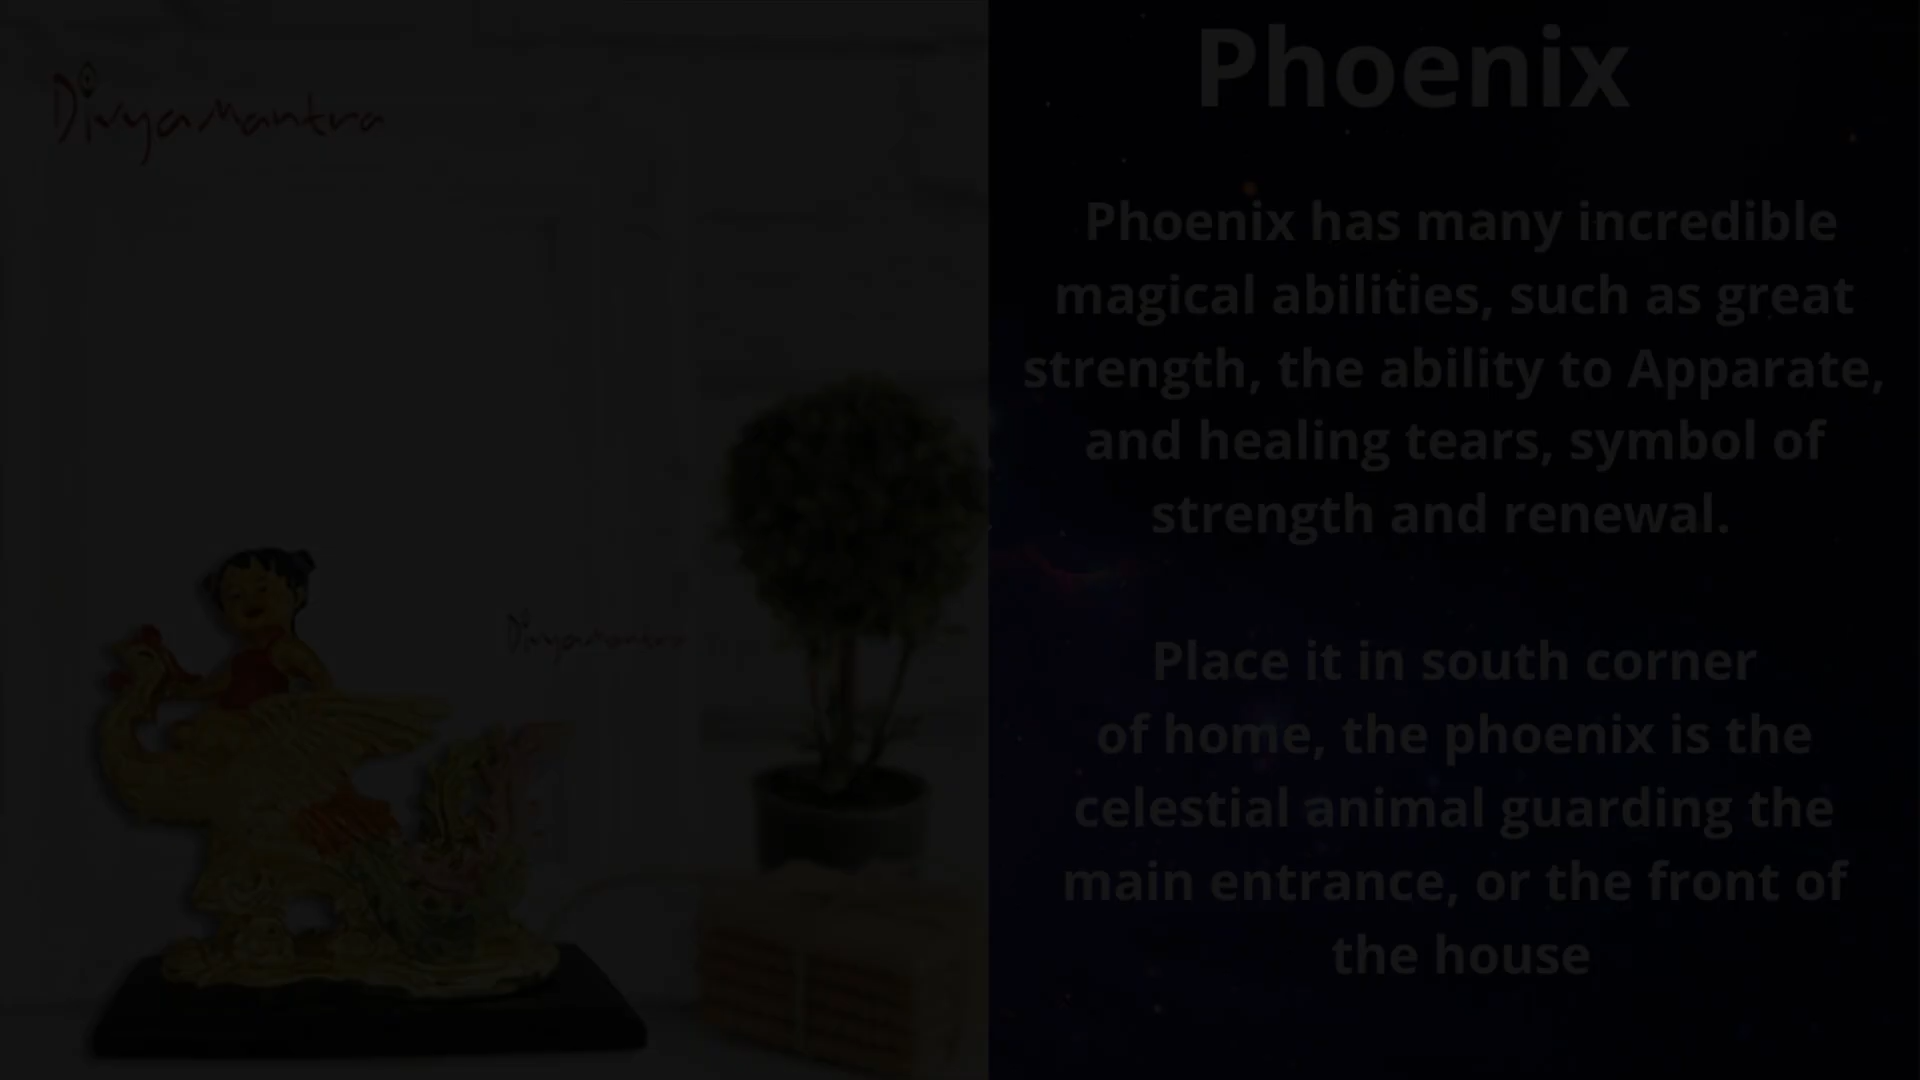 Divyamantra
Phoenix
Phoenix has many incredible
magical abilities, such as great
strength, the ability to Apparate,
and healing tears, symbol of
strength and renewal.
Divyamantra
Place it in south corner
of home, the phoenix is the
celestial animal guarding the
main entrance, or the front of
the house